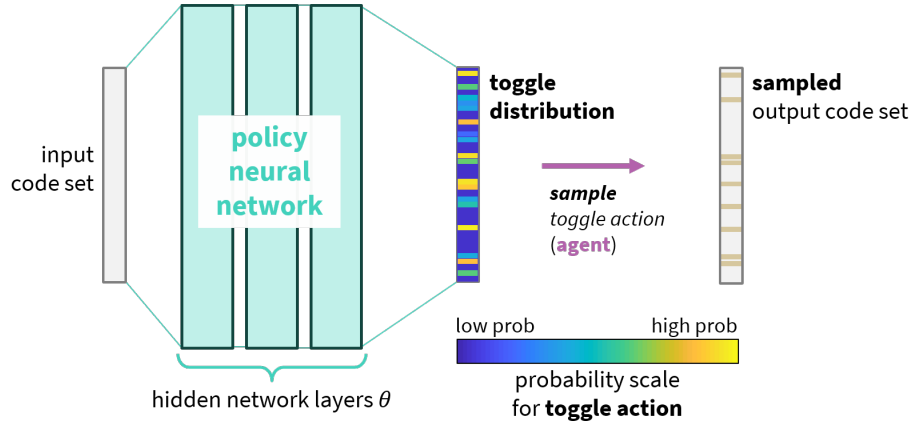 input
code set
policy
neural
network
hidden network layers θ
toggle
distribution
sample
toggle action
(agent)
sampled
output code set
low prob
high prob
probability scale
for toggle action